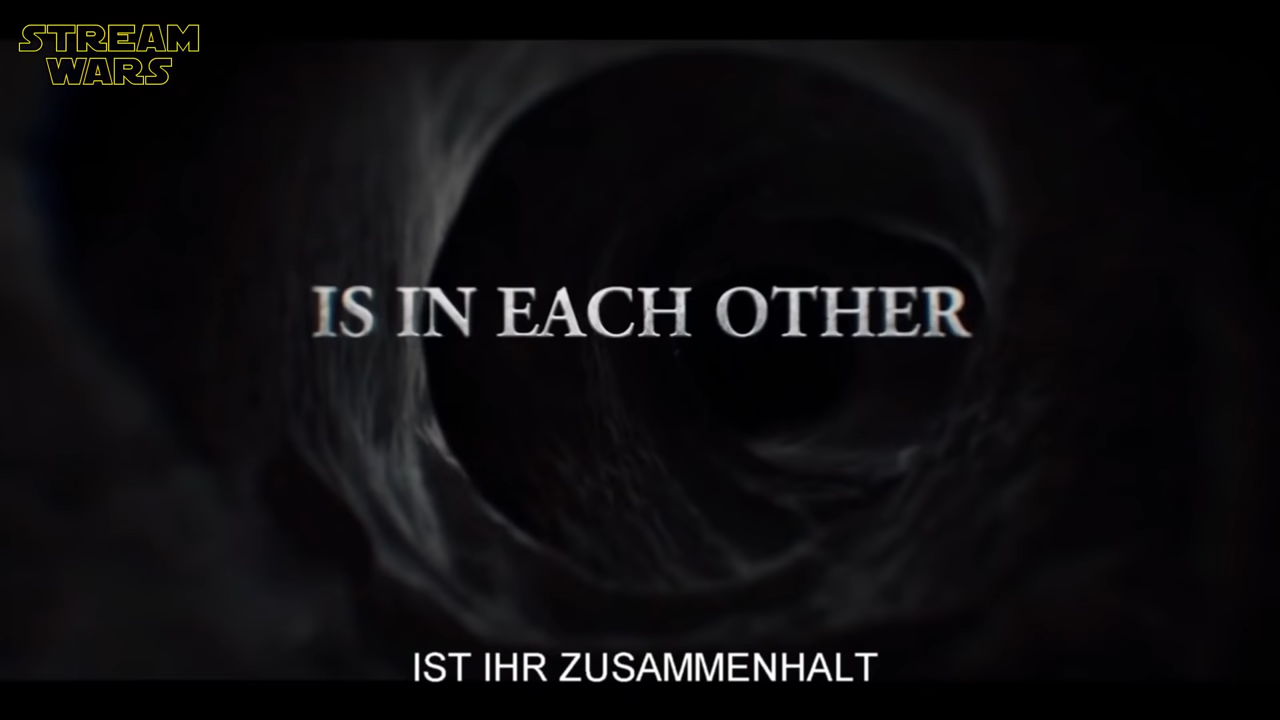 STREAM
WARS
IS IN EACH OTHER
IST IHR ZUSAMMENHALT